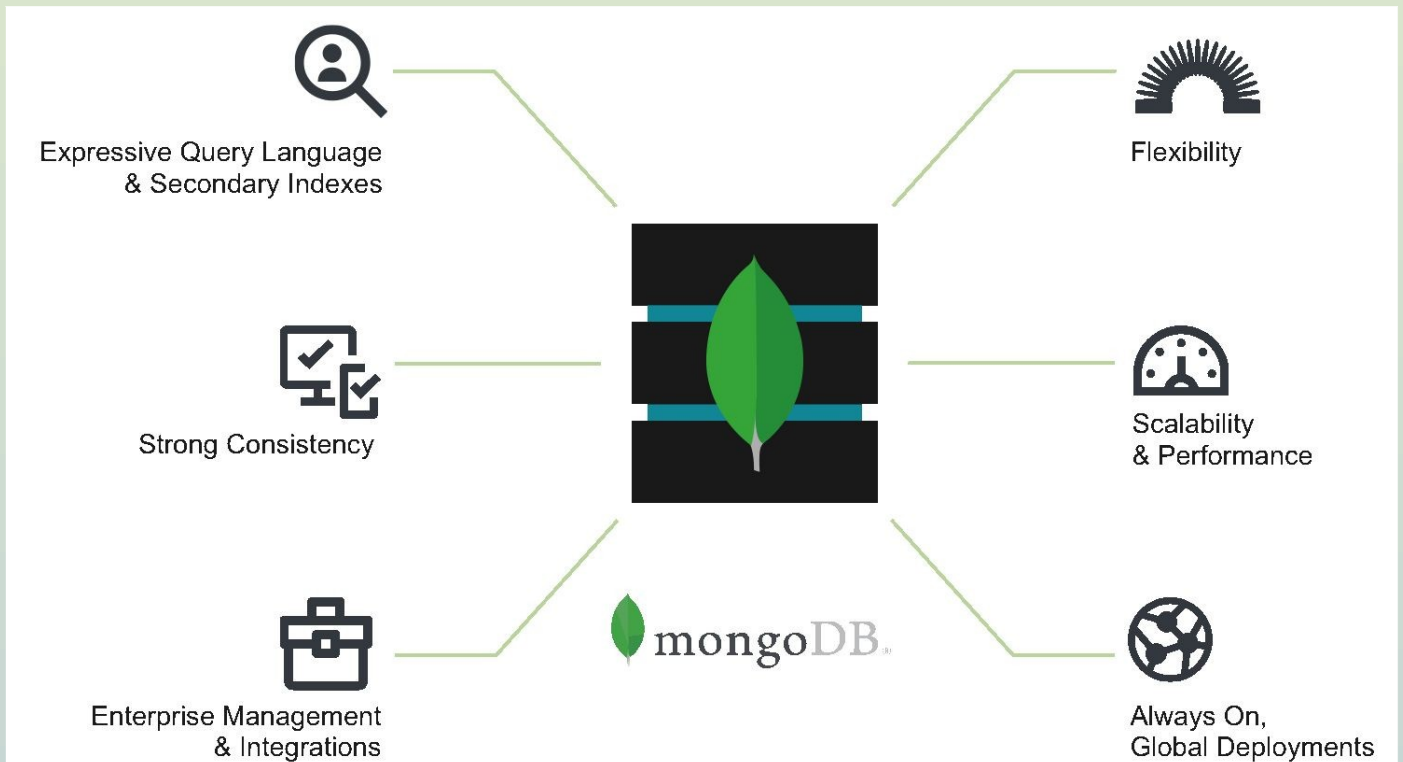 Expressive Query Language
& Secondary Indexes
Flexibility
Strong Consistency
Scalability
& Performance
Enterprise Management
& Integrations
mongoDB®
Always On,
Global Deployments